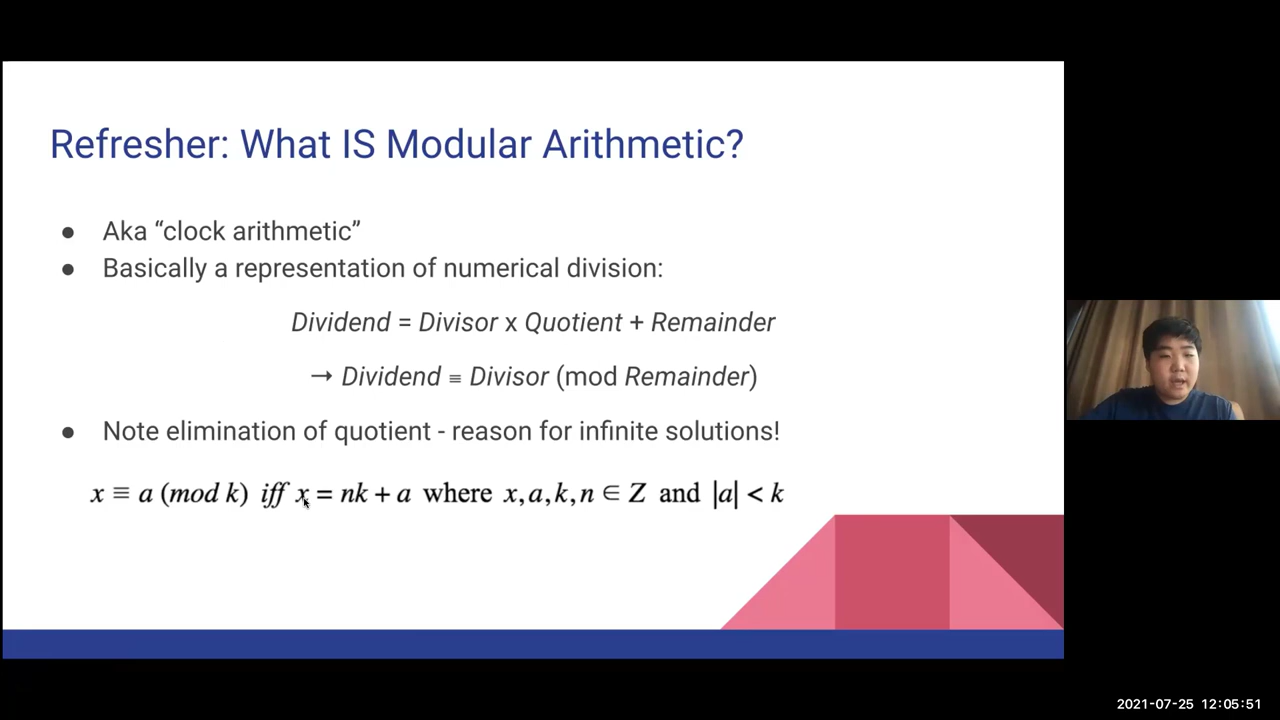 Refresher: What IS Modular Arithmetic?
● Aka “clock arithmetic”
● Basically a representation of numerical division:
Dividend = Divisor x Quotient + Remainder
→ Dividend ≡ Divisor (mod Remainder)
● Note elimination of quotient - reason for infinite solutions!
x ≡ a (mod k) iff x = nk + a where x, a, k, n ∈ Z and |a| < k
2021-07-25 12:05:51